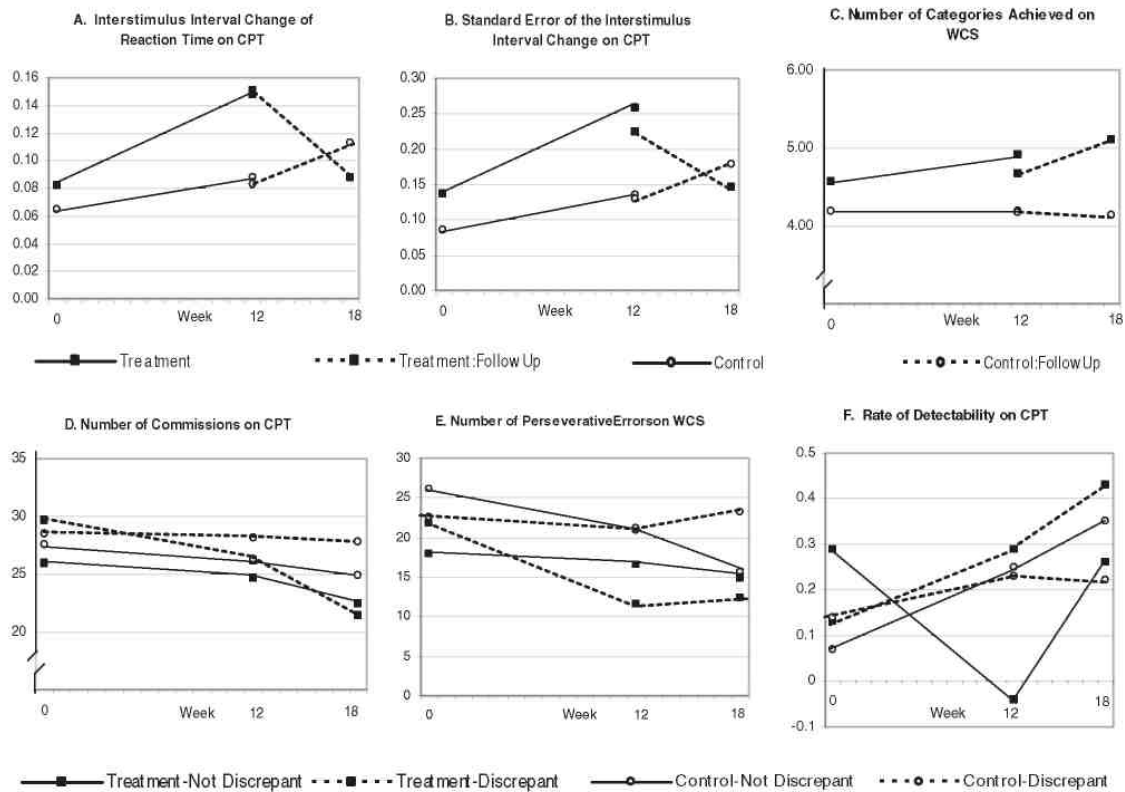 A. Interstimulus Interval Change of
Reaction Time on CPT
0.16
0.14
0.12
0.10
0.08
0.06
0.04
0.02
0.00
0
Week
12
18
B. Standard Error of the Interstimulus
Interval Change on CPT
0.30
0.25
0.20
0.15
0.10
0.05
0.00
0
Week
12
18
C. Number of Categories Achieved on
WCS
6.00
5.00
4.00
0
Week
12
18
Treatment
Treatment:Follow Up
Control
Control:Follow Up
D. Number of Commissions on CPT
35
30
25
20
0
Week
12
18
E. Number of PerseverativeErrorson WCS
30
25
20
15
10
5
0
0
Week
12
18
F. Rate of Detectability on CPT
0.5
0.4
0.3
0.2
0.1
0
-0.1
0
Week
12
18
Treatment-Not Discrepant
Treatment-Discrepant
Control-Not Discrepant
Control-Discrepant